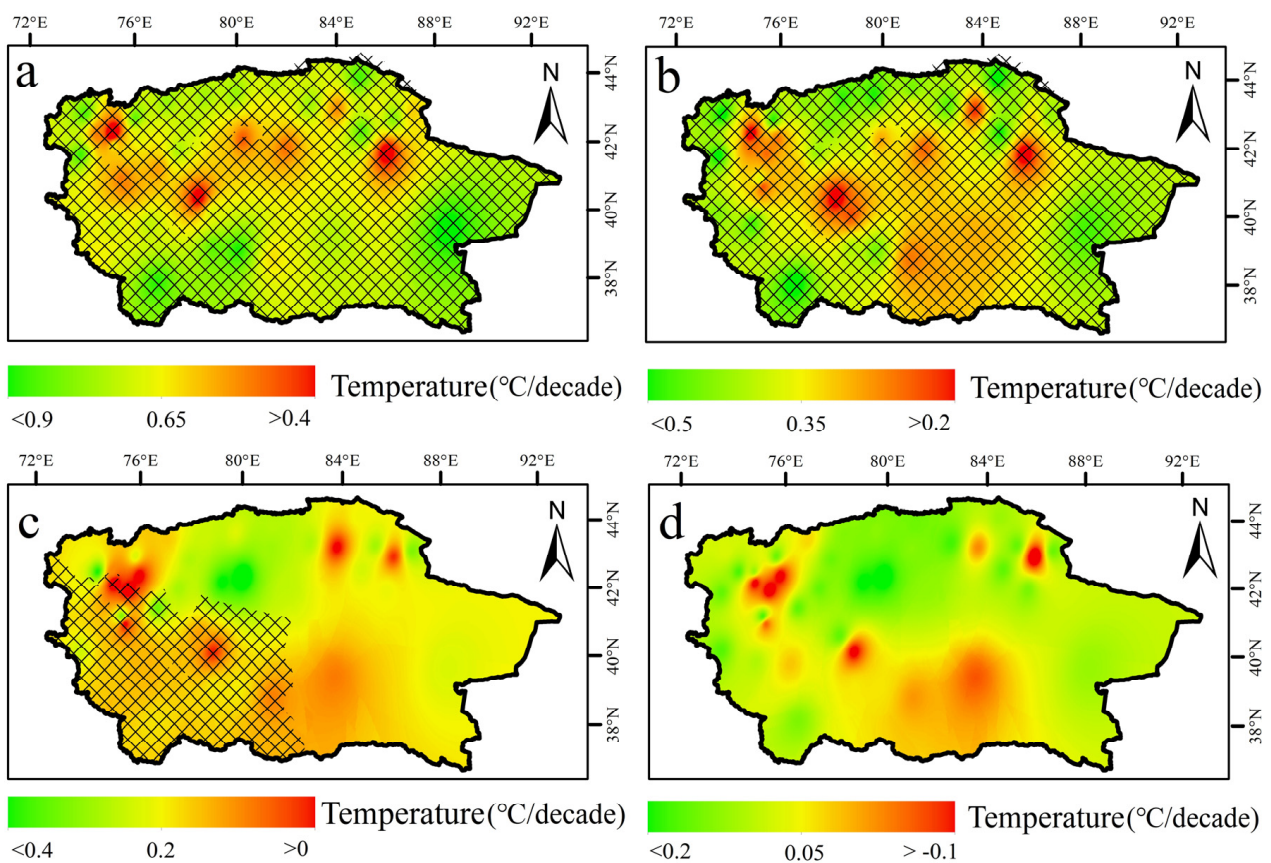 72°E 76°E 80°E 84°E 88°E 92°E
a
N
44°N
42°N
40°N
38°N
Temperature(°C/decade)
<0.9 0.65 >0.4
72°E 76°E 80°E 84°E 88°E 92°E
b
N
44°N
42°N
40°N
38°N
Temperature(°C/decade)
<0.5 0.35 >0.2
72°E 76°E 80°E 84°E 88°E 92°E
c
N
44°N
42°N
40°N
38°N
Temperature(°C/decade)
<0.4 0.2 >0
72°E 76°E 80°E 84°E 88°E 92°E
d
N
44°N
42°N
40°N
38°N
Temperature(°C/decade)
<0.2 0.05 > -0.1